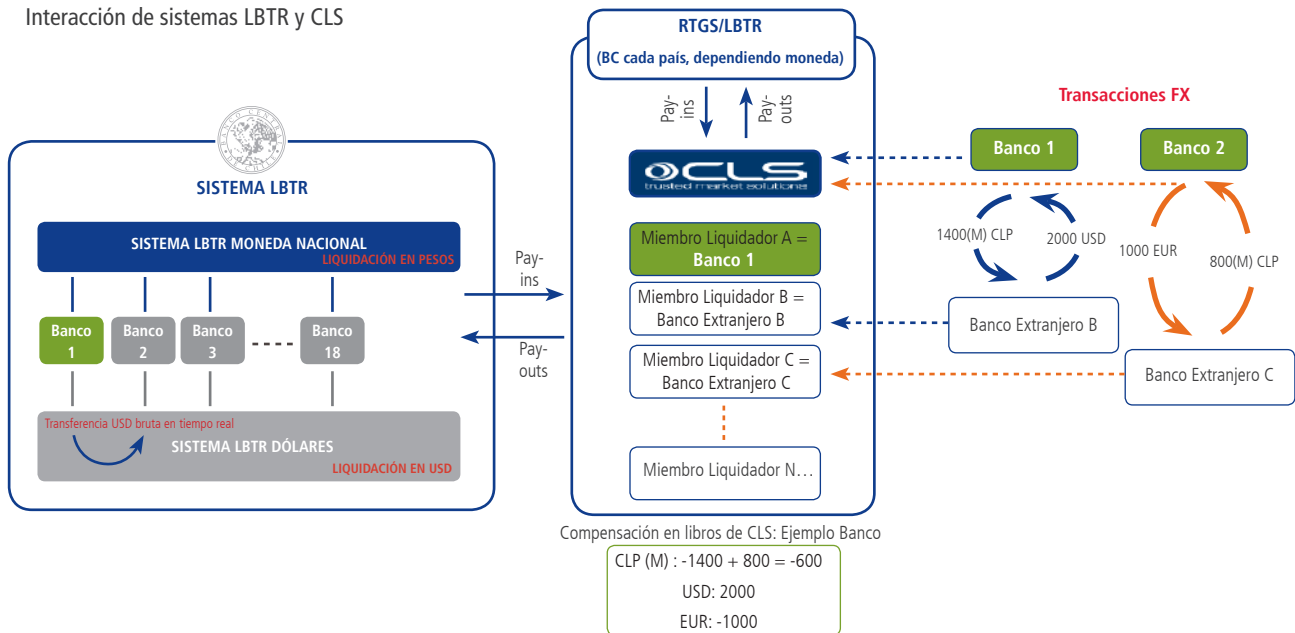 Interacción de sistemas LBTR y CLS
RTGS/LBTR
(BC cada país, dependiendo moneda)
Pay-
ins
Pay-
outs
CLS
trusted market solutions
Miembro Liquidador A =
Banco 1
Miembro Liquidador B =
Banco Extranjero B
Miembro Liquidador C =
Banco Extranjero C
Miembro Liquidador N…
SISTEMA LBTR
SISTEMA LBTR MONEDA NACIONAL
LIQUIDACIÓN EN PESOS
Banco
1
Banco
2
Banco
3
Banco
18
Transferencia USD bruta en tiempo real
SISTEMA LBTR DÓLARES
LIQUIDACIÓN EN USD
Pay-
ins
Pay-
outs
Transacciones FX
Banco 1
Banco 2
1400(M) CLP
2000 USD
1000 EUR
800(M) CLP
Banco Extranjero B
Banco Extranjero C
Compensación en libros de CLS: Ejemplo Banco
CLP (M) : -1400 + 800 = -600
USD: 2000
EUR: -1000